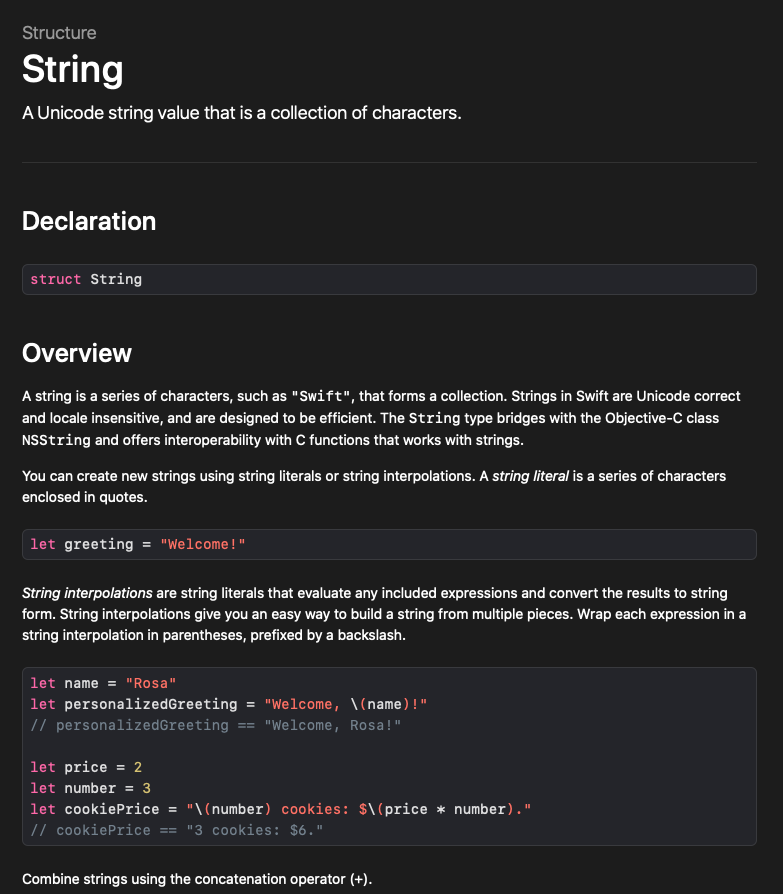 Structure
String
A Unicode string value that is a collection of characters.
Declaration
struct String
Overview
A string is a series of characters, such as "Swift", that forms a collection. Strings in Swift are Unicode correct
and locale insensitive, and are designed to be efficient. The String type bridges with the Objective-C class
NSString and offers interoperability with C functions that works with strings.
You can create new strings using string literals or string interpolations. A string literal is a series of characters
enclosed in quotes.
let greeting = "Welcome!"
String interpolations are string literals that evaluate any included expressions and convert the results to string
form. String interpolations give you an easy way to build a string from multiple pieces. Wrap each expression in a
string interpolation in parentheses, prefixed by a backslash.
let name = "Rosa"
let personalizedGreeting = "Welcome, \(name)!"
// personalizedGreeting == "Welcome, Rosa!"
let price = 2
let number = 3
let cookiePrice = "\(number) cookies: $\(price * number)."
// cookiePrice == "3 cookies: $6."
Combine strings using the concatenation operator (+).